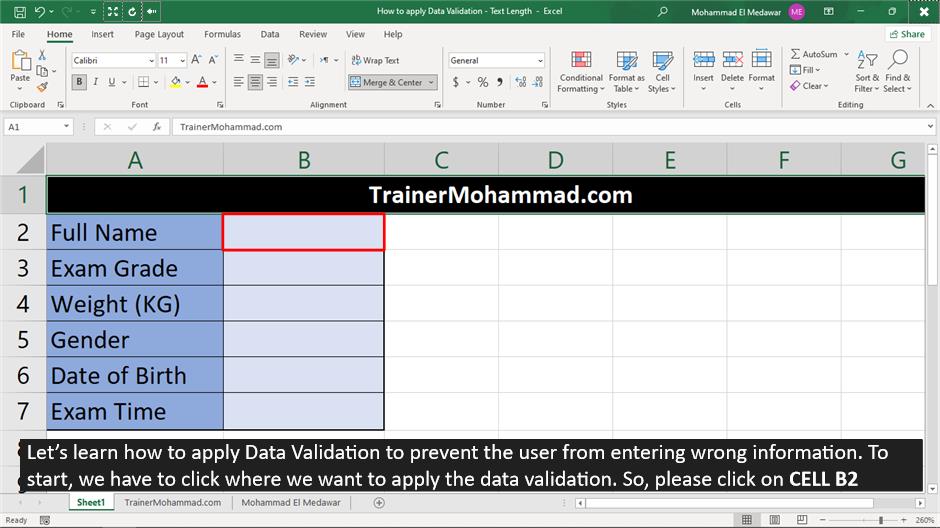 How to apply Data Validation - Text Length - Excel
Mohammad El Medawar ME
File Home Insert Page Layout Formulas Data Review View Help Share
Paste
Clipboard
Calibri 11 A A
B I U A
Font
ab Wrap Text
Merge & Center
Alignment
General
$ % , .00 .0
Number
Conditional Formatting
Format as Table
Cell Styles
Styles
Insert Delete Format
Cells
AutoSum
Fill
Clear
Sort & Filter
Find & Select
Editing
A1 fx TrainerMohammad.com
A B C D E F G
1 TrainerMohammad.com
2 Full Name
3 Exam Grade
4 Weight (KG)
5 Gender
6 Date of Birth
7 Exam Time
Let’s learn how to apply Data Validation to prevent the user from entering wrong information. To
start, we have to click where we want to apply the data validation. So, please click on CELL B2
Sheet1 TrainerMohammad.com Mohammad El Medawar
Ready 260%